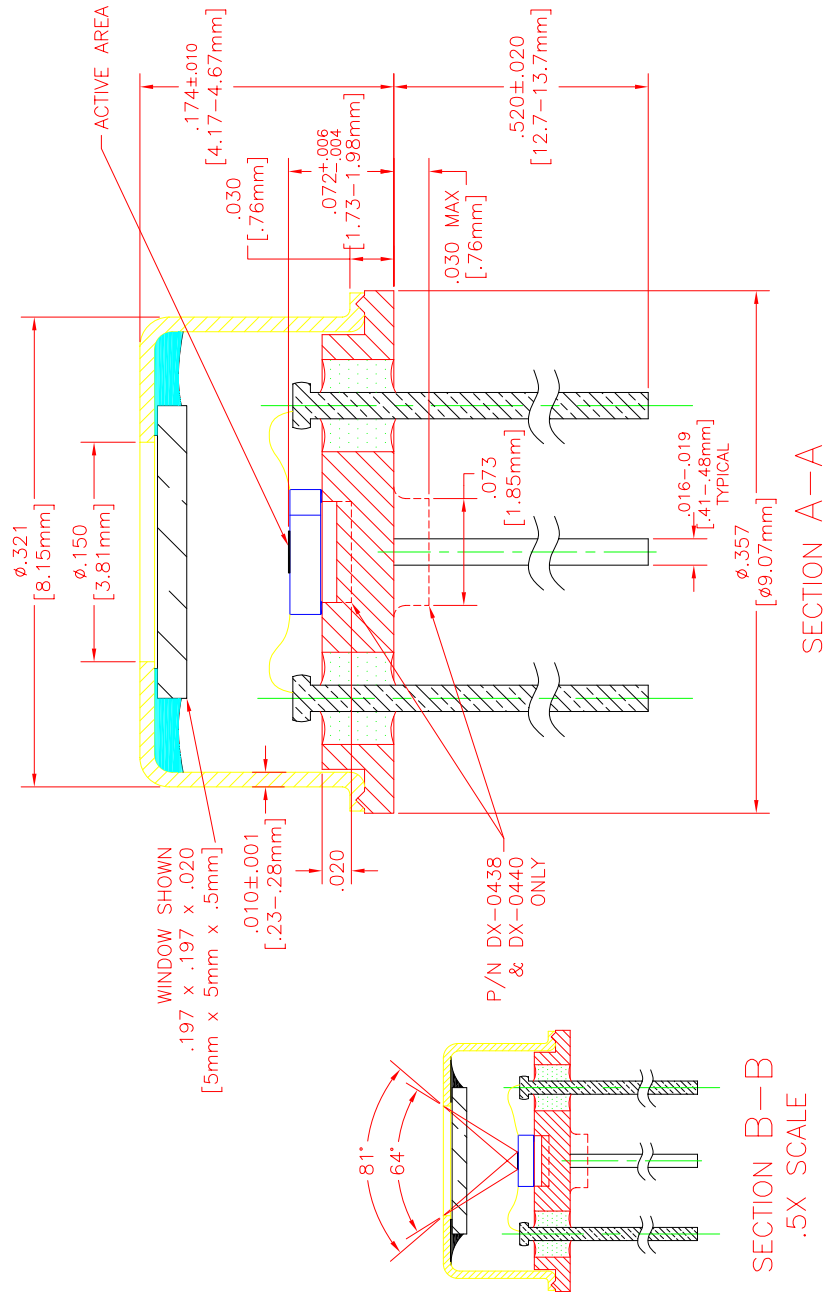 ACTIVE AREA
.174±.010
[4.17-4.67mm]
.520±.020
[12.7-13.7mm]
.072+.006
-.004
[1.73-1.98mm]
.030
[.76mm]
.030 MAX
[.76mm]
ø.321
[8.15mm]
ø.150
[3.81mm]
.073
[1.85mm]
.016-.019
[.41-.48mm]
TYPICAL
ø.357
[ø9.07mm]
SECTION A-A
WINDOW SHOWN
.197 x .197 x .020
[5mm x 5mm x .5mm]
.010±.001
[.23-.28mm]
.020
P/N DX-0438
& DX-0440
ONLY
81°
64°
SECTION B-B
.5X SCALE